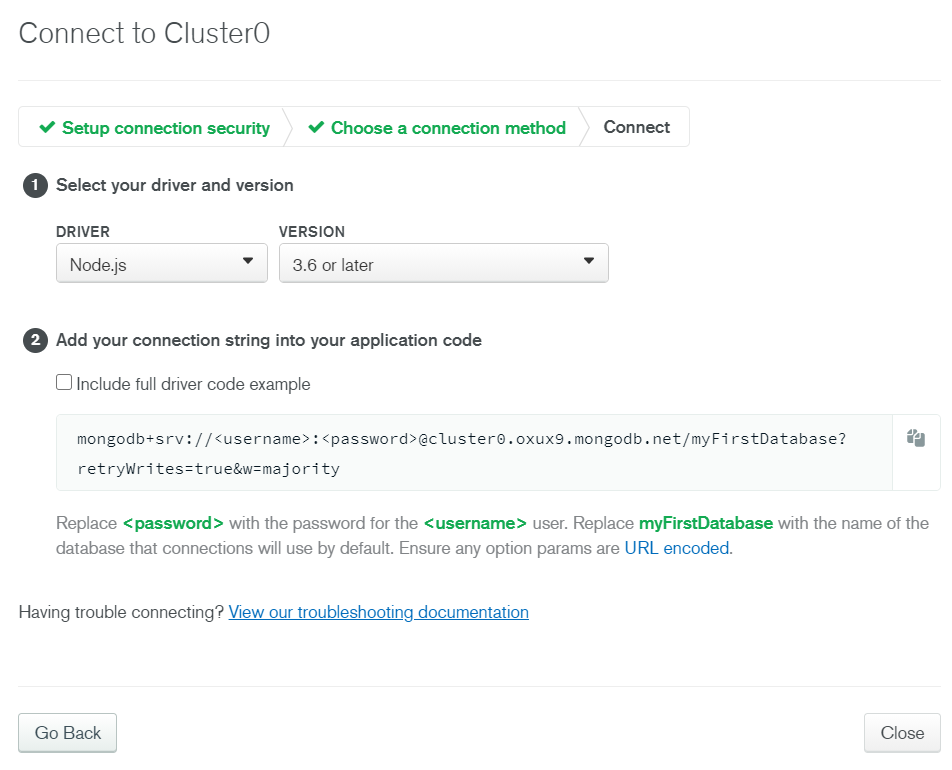 Connect to Cluster0
Setup connection security
Choose a connection method
Connect
1 Select your driver and version
DRIVER
VERSION
Node.js
3.6 or later
2 Add your connection string into your application code
Include full driver code example
mongodb+srv://<username>:<password>@cluster0.oxux9.mongodb.net/myFirstDatabase?
retryWrites=true&w=majority
Replace <password> with the password for the <username> user. Replace myFirstDatabase with the name of the
database that connections will use by default. Ensure any option params are URL encoded.
Having trouble connecting? View our troubleshooting documentation
Go Back
Close